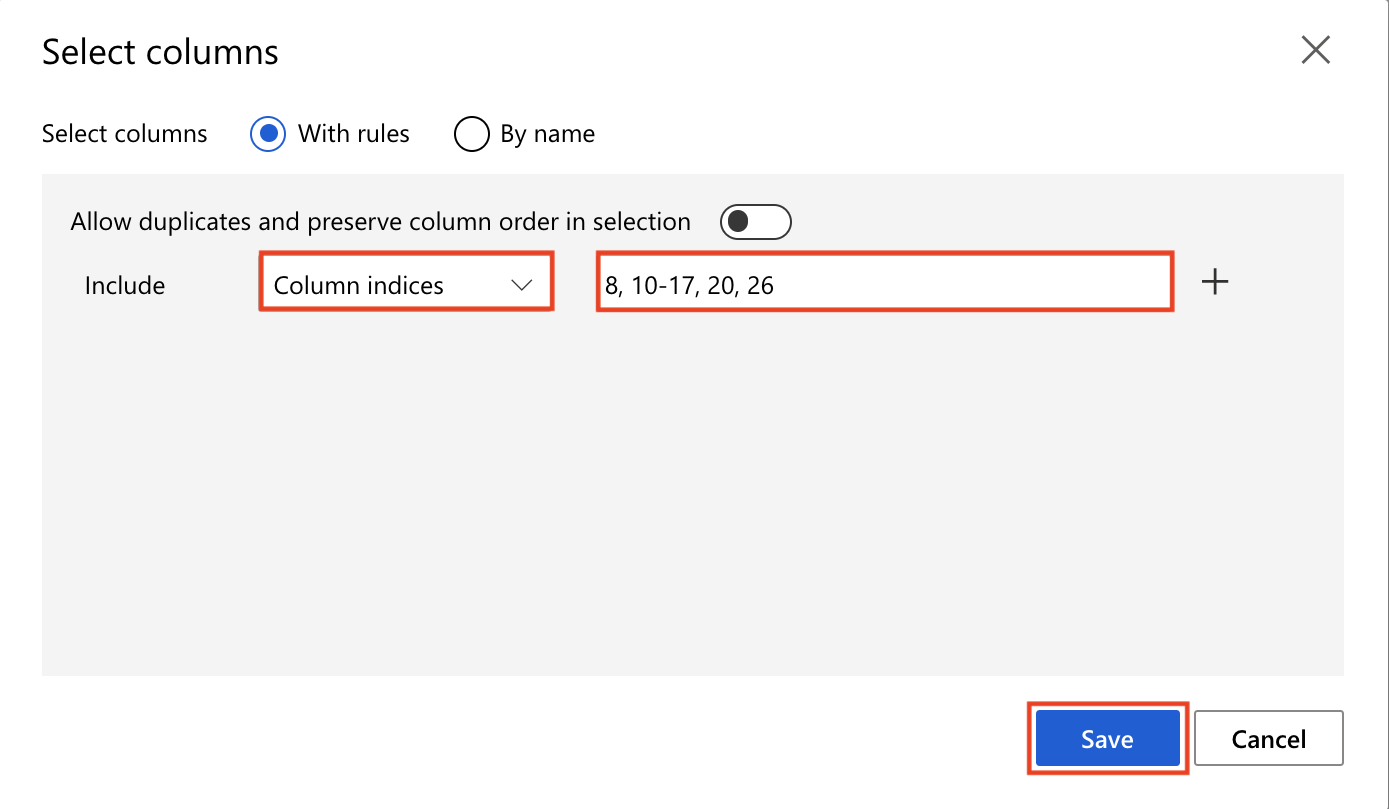 Select columns
Select columns With rules By name
Allow duplicates and preserve column order in selection
Include Column indices 8, 10-17, 20, 26
Save Cancel